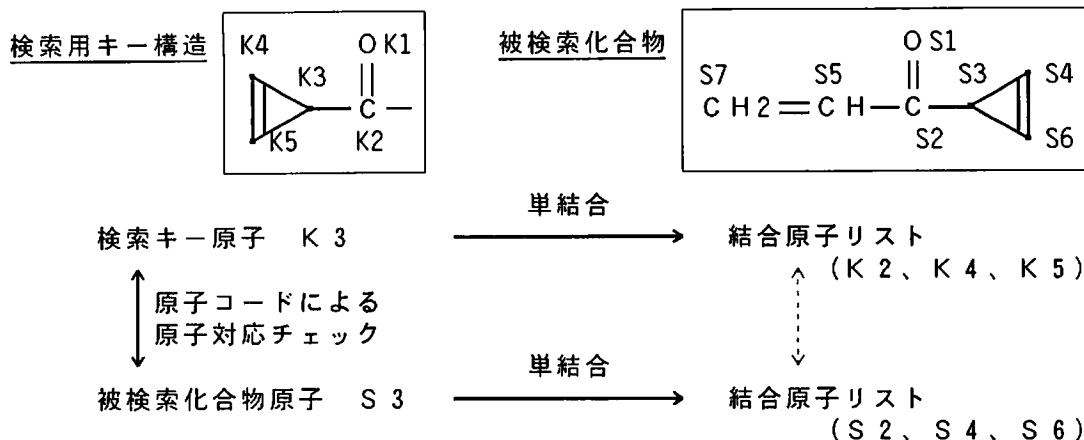 検索用キー構造
K4
O K1
K3
C
K5
K2
被検索化合物
O S1
S7
S5
S3
S4
CH2=CH-C
S2
S6
単結合
検索キー原子 K3
結合原子リスト
(K2、K4、K5)
原子コードによる
原子対応チェック
単結合
被検索化合物原子 S3
結合原子リスト
(S2、S4、S6)